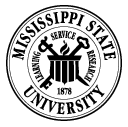 MISSISSIPPI STATE
UNIVERSITY
LEARNING
SERVICE
RESEARCH
1878